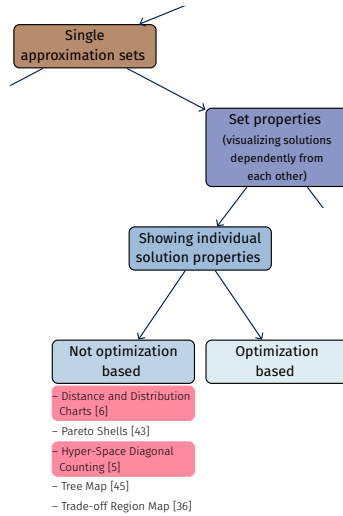 Single
approximation sets
Set properties
(visualizing solutions
dependently from
each other)
Showing individual
solution properties
Not optimization
based
Optimization
based
– Distance and Distribution
Charts [6]
– Pareto Shells [43]
– Hyper-Space Diagonal
Counting [5]
– Tree Map [45]
– Trade-off Region Map [36]